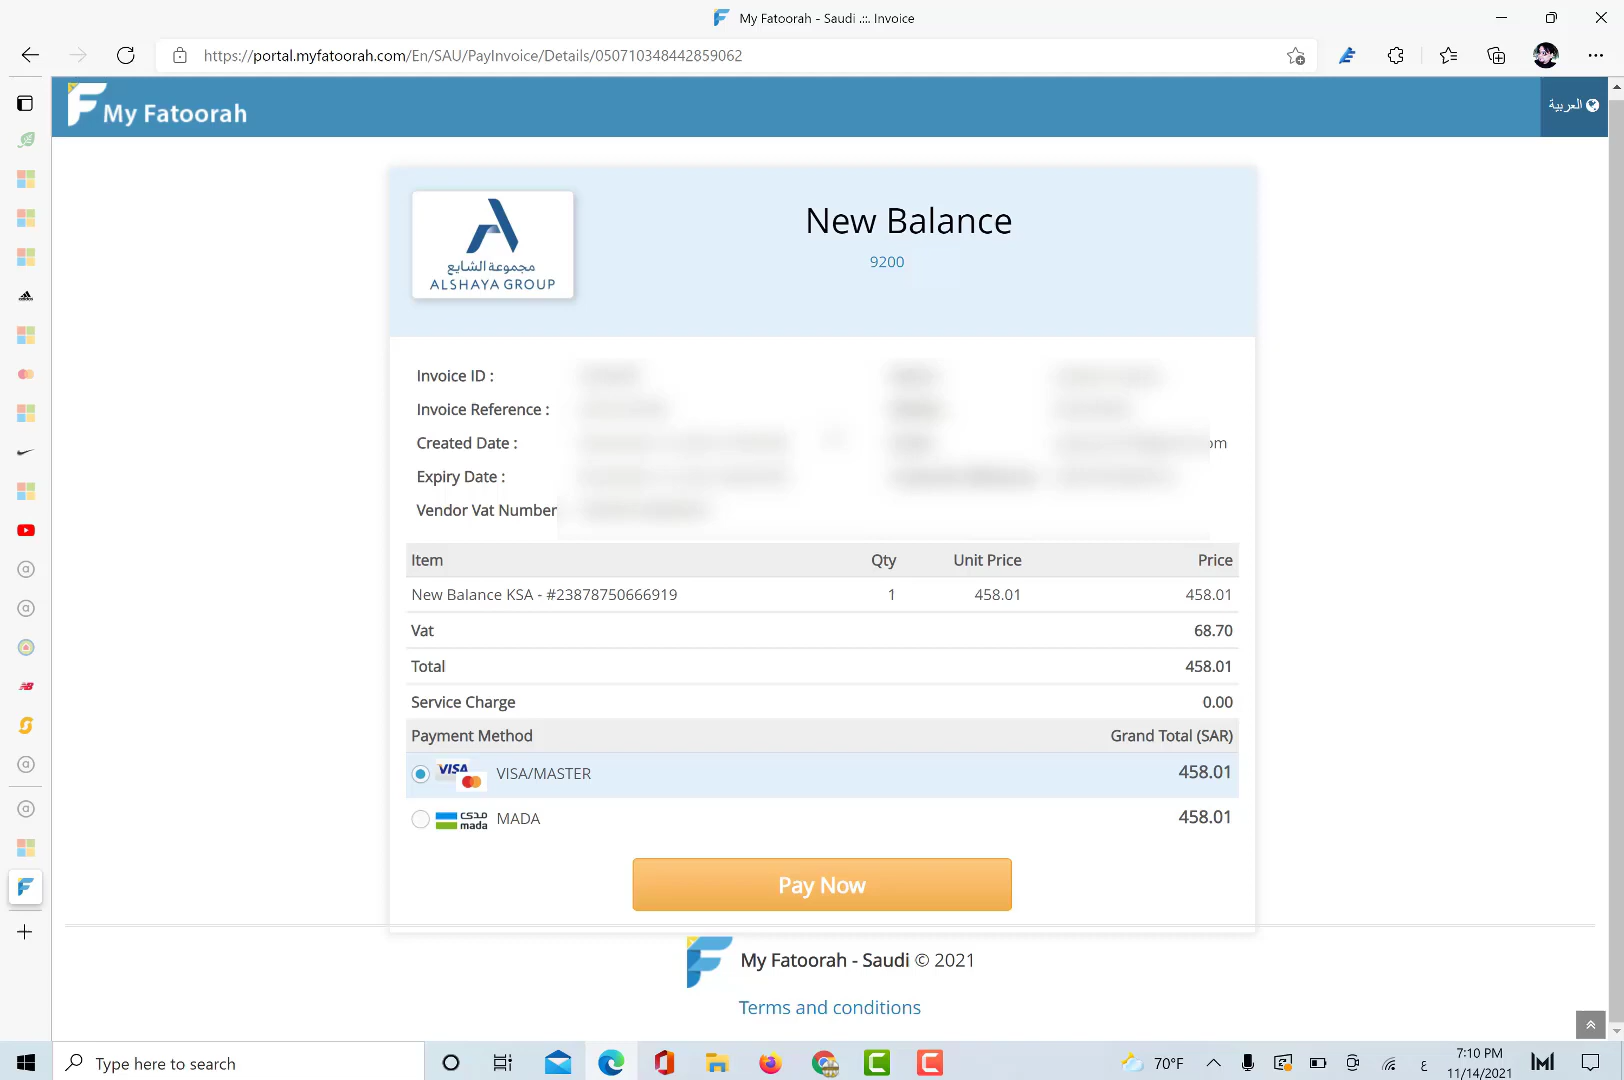 My Fatoorah - Saudi .::. Invoice
https://portal.myfatoorah.com/En/SAU/PayInvoice/Details/050710348442859062
My Fatoorah
العربية
مجموعة الشايع
ALSHAYA GROUP
New Balance
9200
Invoice ID :
Invoice Reference :
Created Date :
om
Expiry Date :
Vendor Vat Number
Item Qty Unit Price Price
New Balance KSA - #23878750666919 1 458.01 458.01
Vat 68.70
Total 458.01
Service Charge 0.00
Payment Method Grand Total (SAR)
VISA VISA/MASTER 458.01
مدى mada MADA 458.01
Pay Now
My Fatoorah - Saudi © 2021
Terms and conditions
Type here to search
70°F
ع
7:10 PM
11/14/2021